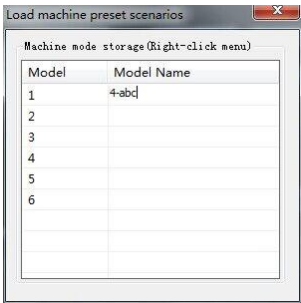 Load machine preset scenarios
Machine mode storage(Right-click menu)
Model Model Name
1 4-abc
2
3
4
5
6